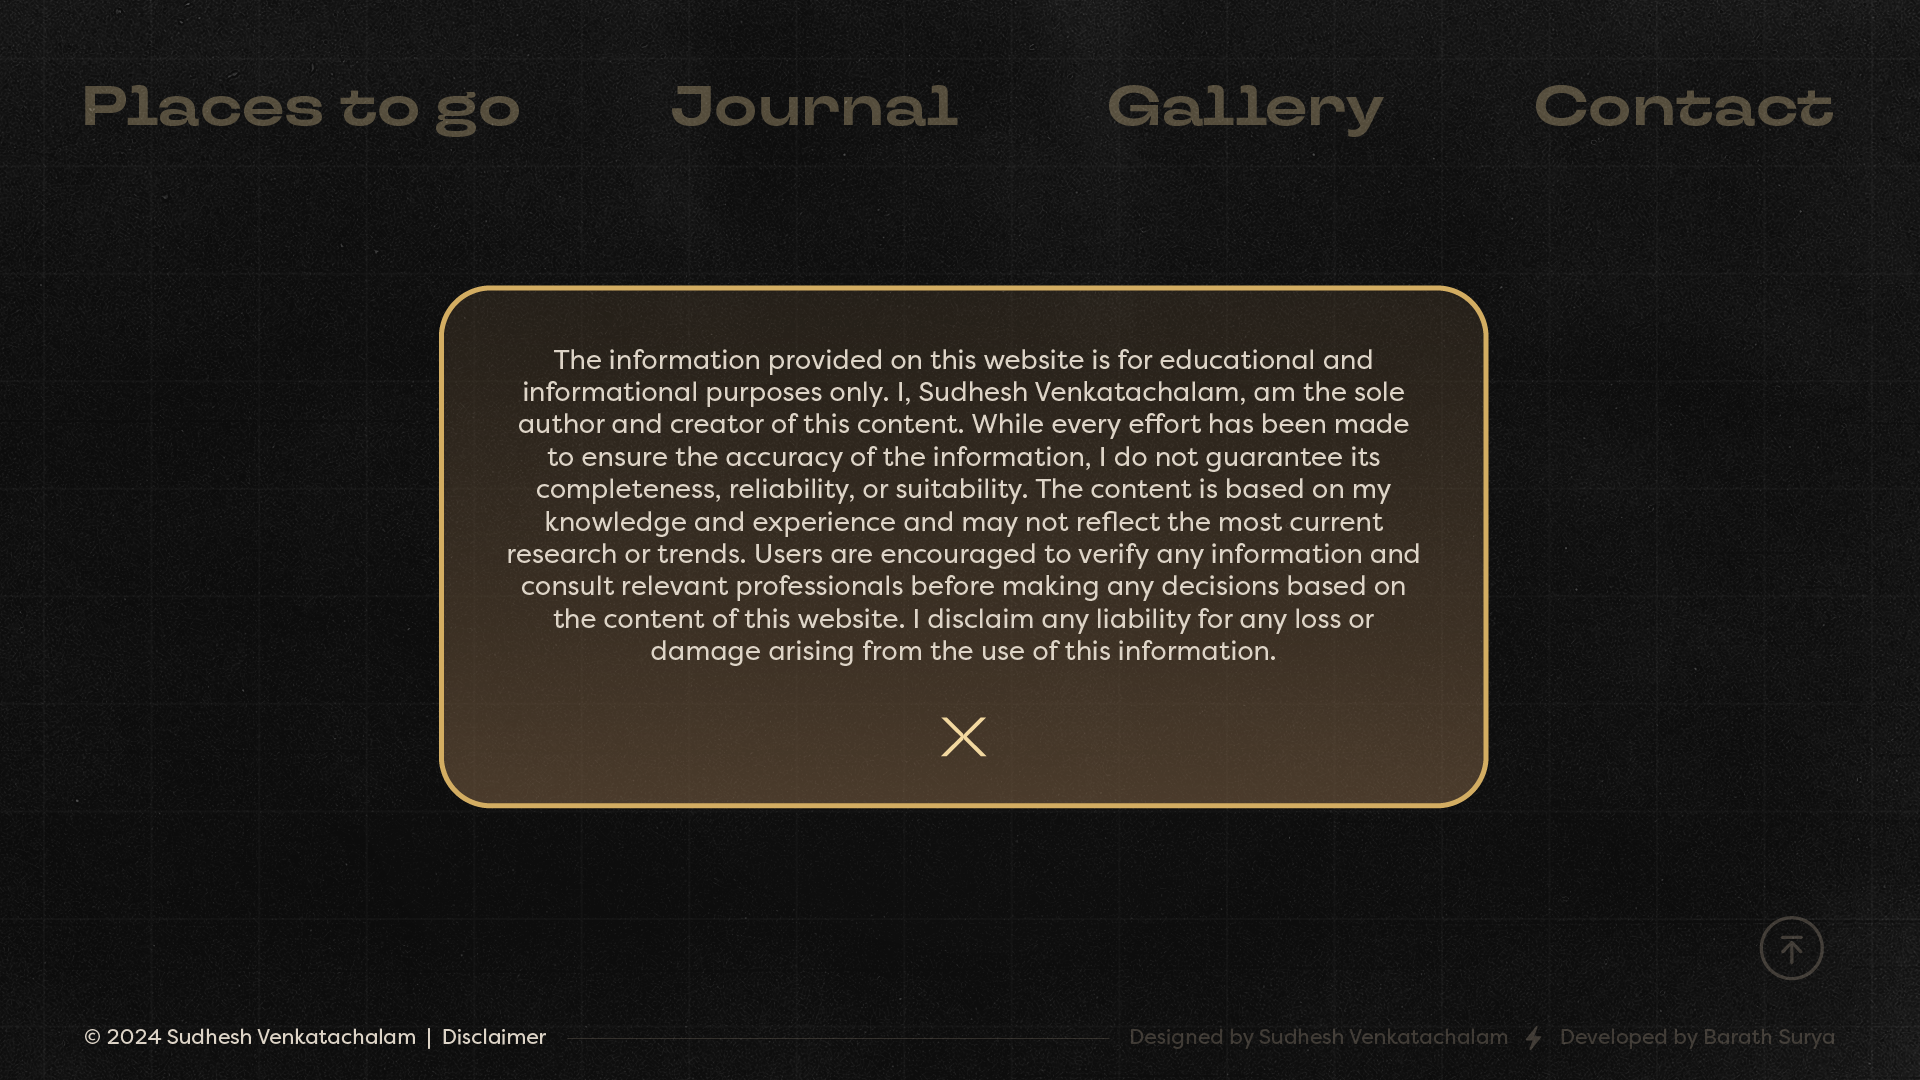 Places to go Journal Gallery Contact
The information provided on this website is for educational and
informational purposes only. I, Sudhesh Venkatachalam, am the sole
author and creator of this content. While every effort has been made
to ensure the accuracy of the information, I do not guarantee its
completeness, reliability, or suitability. The content is based on my
knowledge and experience and may not reflect the most current
research or trends. Users are encouraged to verify any information and
consult relevant professionals before making any decisions based on
the content of this website. I disclaim any liability for any loss or
damage arising from the use of this information.
© 2024 Sudhesh Venkatachalam | Disclaimer Designed by Sudhesh Venkatachalam Developed by Barath Surya